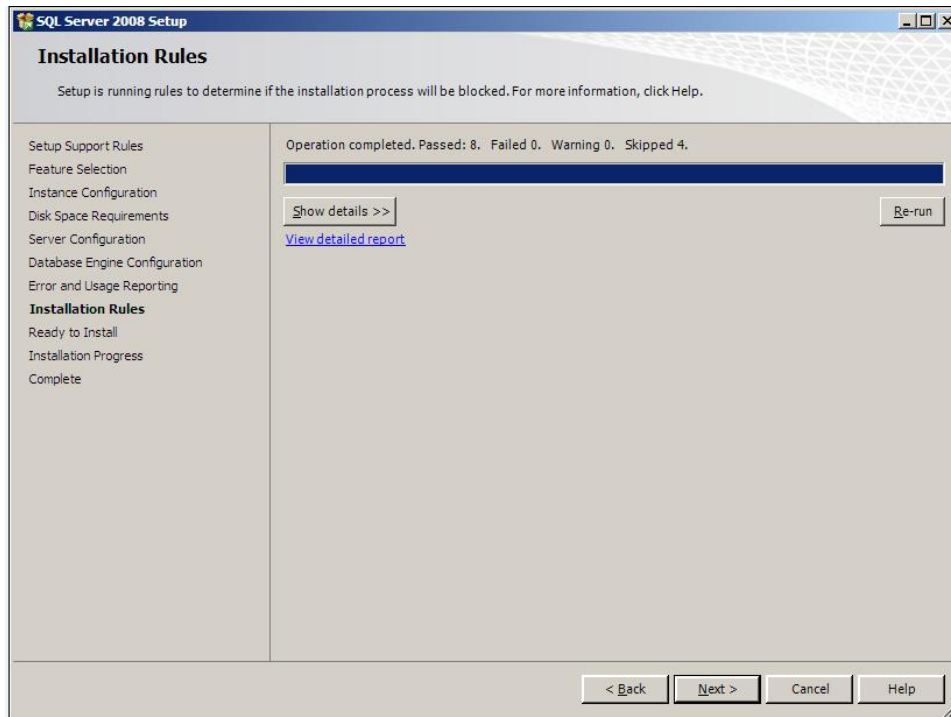 SQL Server 2008 Setup
Installation Rules
Setup is running rules to determine if the installation process will be blocked. For more information, click Help.
Setup Support Rules
Feature Selection
Instance Configuration
Disk Space Requirements
Server Configuration
Database Engine Configuration
Error and Usage Reporting
Installation Rules
Ready to Install
Installation Progress
Complete
Operation completed. Passed: 8. Failed 0. Warning 0. Skipped 4.
Show details >>
Re-run
View detailed report
< Back
Next >
Cancel
Help